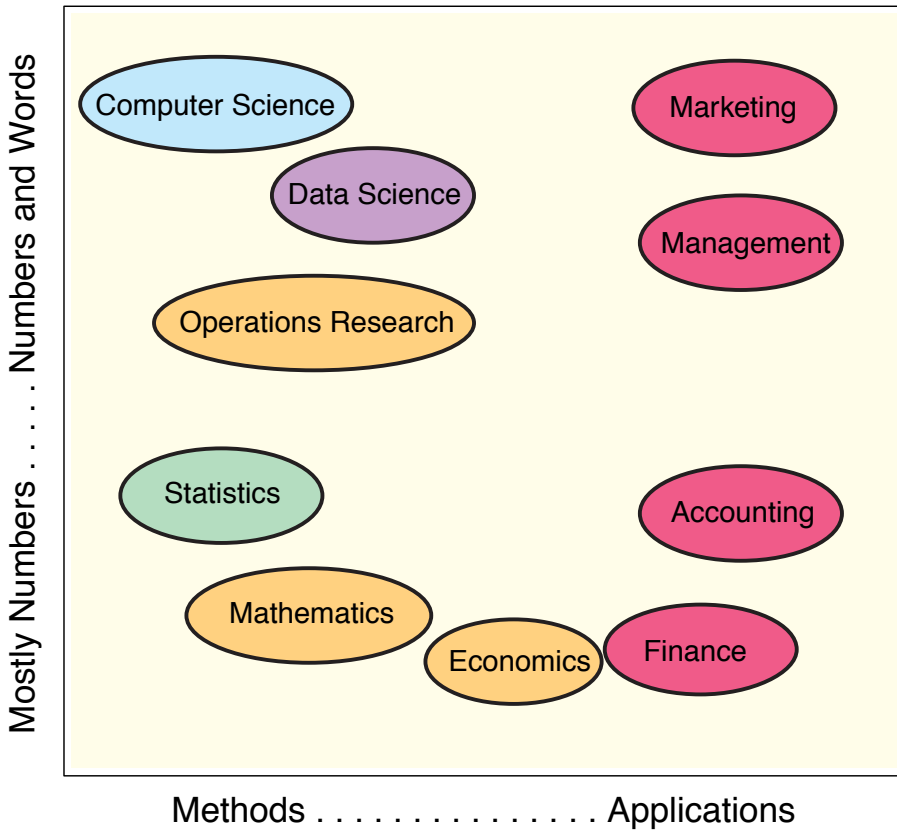 Mostly Numbers . . . . . Numbers and Words
Computer Science
Marketing
Data Science
Management
Operations Research
Statistics
Accounting
Mathematics
Economics
Finance
Methods . . . . . . . . . . . . . . . Applications